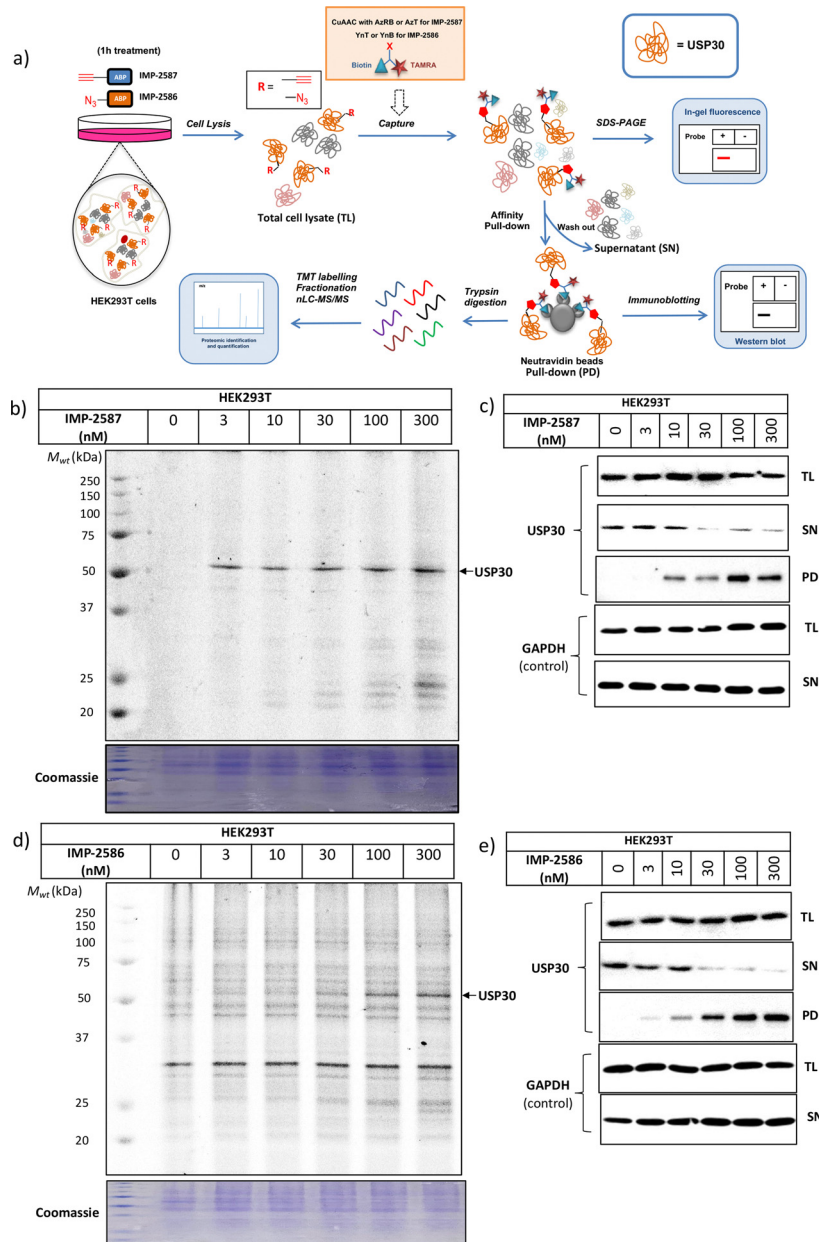 a)
(1h treatment)
ABP IMP-2587
N3 ABP IMP-2586
HEK293T cells
Cell Lysis
R =
N3
R
R
R
Total cell lysate (TL)
CuAAC with AzRB or AzT for IMP-2587
YnT or YnB for IMP-2586
X
Biotin TAMRA
Capture
= USP30
SDS-PAGE
In-gel fluorescence
Probe + -
Affinity
Pull-down
Wash out
Supernatant (SN)
Neutravidin beads
Pull-down (PD)
Immunoblotting
Probe + -
Western blot
Trypsin
digestion
TMT labelling
Fractionation
nLC-MS/MS
m/z
Proteomic identification
and quantification
b)
HEK293T
IMP-2587
(nM) 0 3 10 30 100 300
Mwt (kDa)
250
150
100
75
50
37
25
20
USP30
Coomassie
c)
HEK293T
IMP-2587
(nM) 0 3 10 30 100 300
USP30
TL
SN
PD
GAPDH
(control)
TL
SN
d)
HEK293T
IMP-2586
(nM) 0 3 10 30 100 300
Mwt (kDa)
250
150
100
75
50
37
25
20
USP30
Coomassie
e)
HEK293T
IMP-2586
(nM) 0 3 10 30 100 300
USP30
TL
SN
PD
GAPDH
(control)
TL
SN